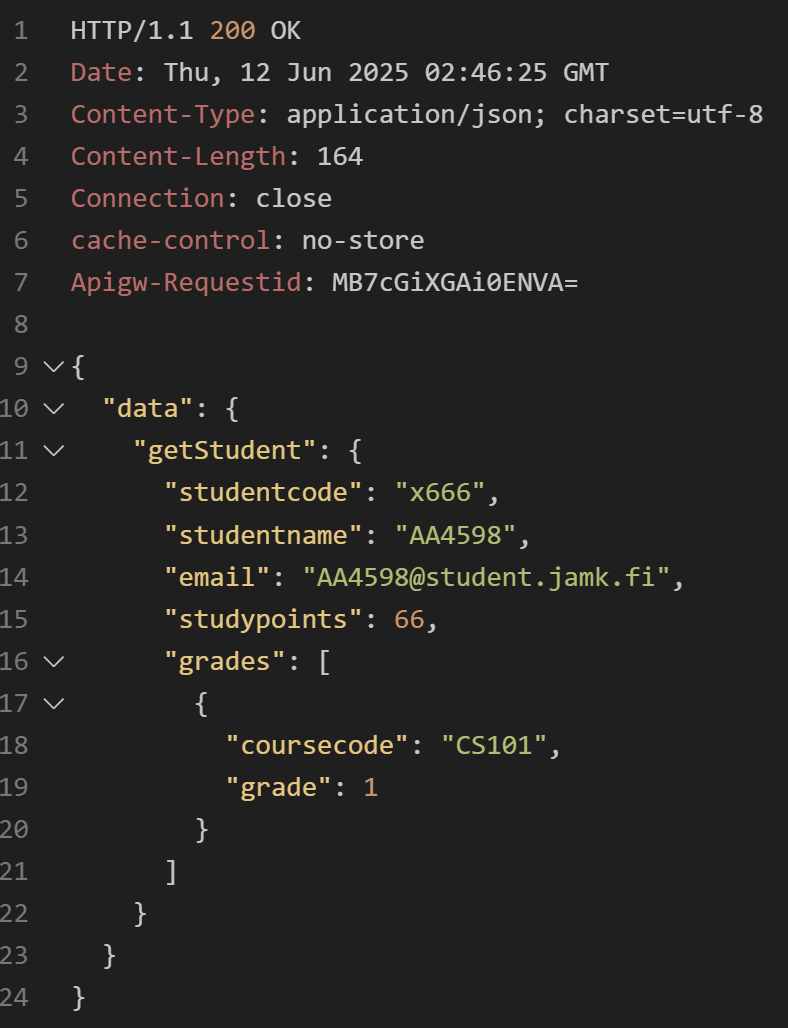 1 HTTP/1.1 200 OK
2 Date: Thu, 12 Jun 2025 02:46:25 GMT
3 Content-Type: application/json; charset=utf-8
4 Content-Length: 164
5 Connection: close
6 cache-control: no-store
7 Apigw-Requestid: MB7cGiXGAi0ENVA=
8
9 {
10 "data": {
11 "getStudent": {
12 "studentcode": "x666",
13 "studentname": "AA4598",
14 "email": "AA4598@student.jamk.fi",
15 "studypoints": 66,
16 "grades": [
17 {
18 "coursecode": "CS101",
19 "grade": 1
20 }
21 ]
22 }
23 }
24 }